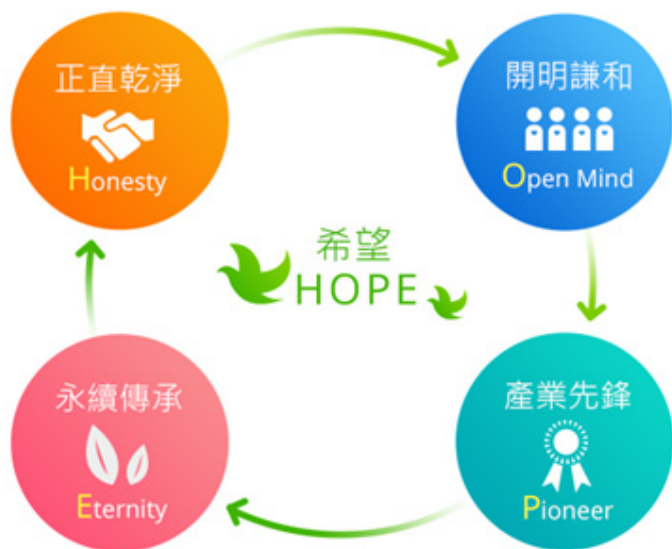 正直乾淨
Honesty
開明謙和
Open Mind
希望
HOPE
永續傳承
Eternity
產業先鋒
Pioneer